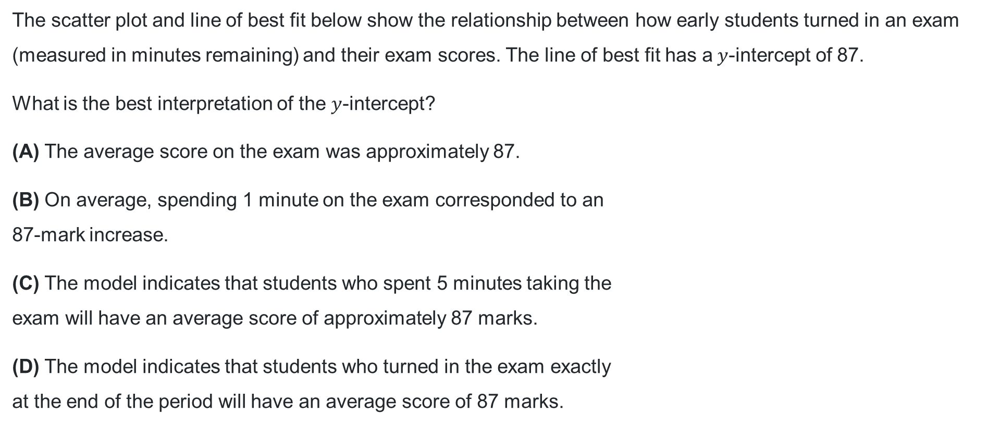 The scatter plot and line of best fit below show the relationship between how early students turned in an exam
(measured in minutes remaining) and their exam scores. The line of best fit has a y-intercept of 87.
What is the best interpretation of the y-intercept?
(A) The average score on the exam was approximately 87.
(B) On average, spending 1 minute on the exam corresponded to an
87-mark increase.
(C) The model indicates that students who spent 5 minutes taking the
exam will have an average score of approximately 87 marks.
(D) The model indicates that students who turned in the exam exactly
at the end of the period will have an average score of 87 marks.